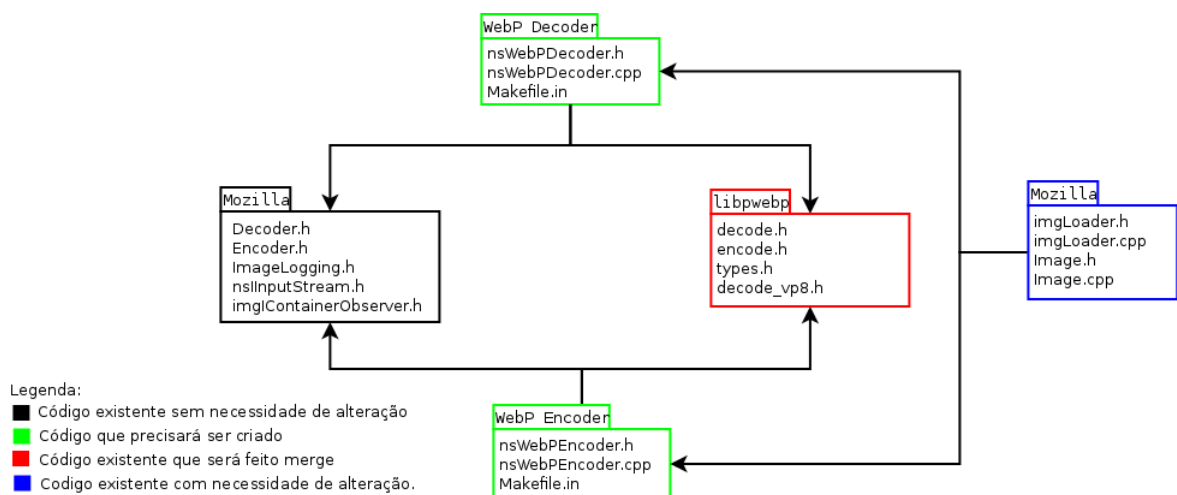 WebP Decoder
nsWebPDecoder.h
nsWebPDecoder.cpp
Makefile.in
Mozilla
Decoder.h
Encoder.h
ImageLogging.h
nsIInputStream.h
imgIContainerObserver.h
libpwebp
decode.h
encode.h
types.h
decode_vp8.h
Mozilla
imgLoader.h
imgLoader.cpp
Image.h
Image.cpp
WebP Encoder
nsWebPEncoder.h
nsWebPEncoder.cpp
Makefile.in
Legenda:
Código existente sem necessidade de alteração
Código que precisará ser criado
Código existente que será feito merge
Codigo existente com necessidade de alteração.